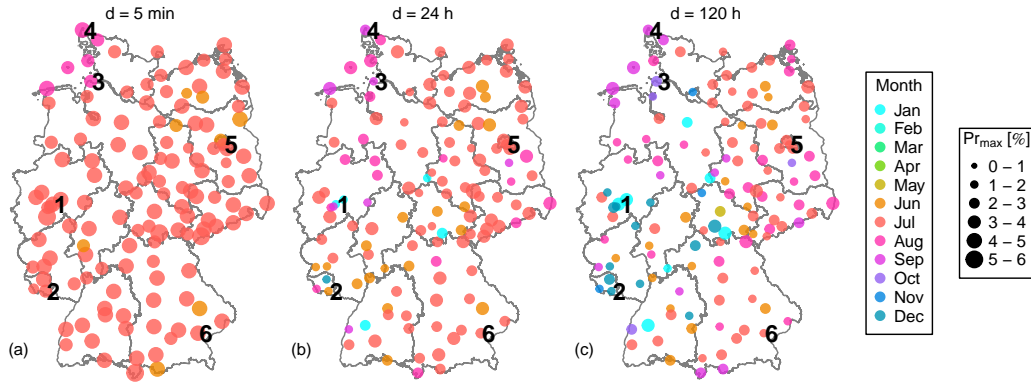 d = 5 min
d = 24 h
d = 120 h
4
3
5
1
2
6
(a)
4
3
5
1
2
6
(b)
4
3
5
1
2
6
(c)
Month
Jan
Feb
Mar
Apr
May
Jun
Jul
Aug
Sep
Oct
Nov
Dec
Prmax [%]
0 – 1
1 – 2
2 – 3
3 – 4
4 – 5
5 – 6